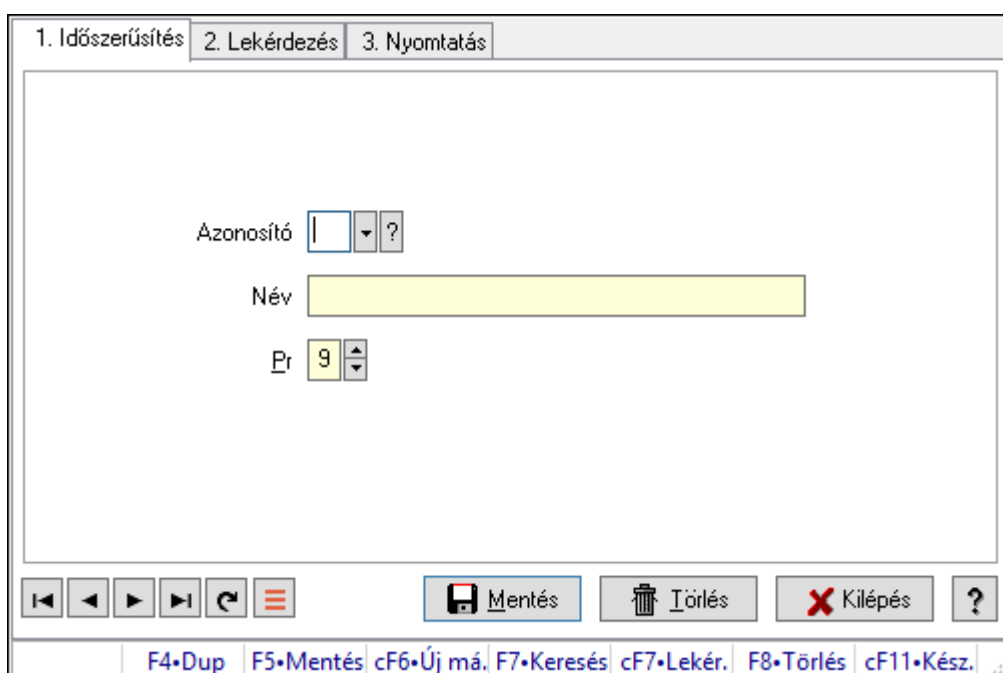 1. Időszerűsítés 2. Lekérdezés 3. Nyomtatás
Azonosító ?
Név
Pr 9
Mentés Törlés Kilépés ?
F4•Dup F5•Mentés cF6•Új má. F7•Keresés cF7•Lekér. F8•Törlés cF11•Kész.